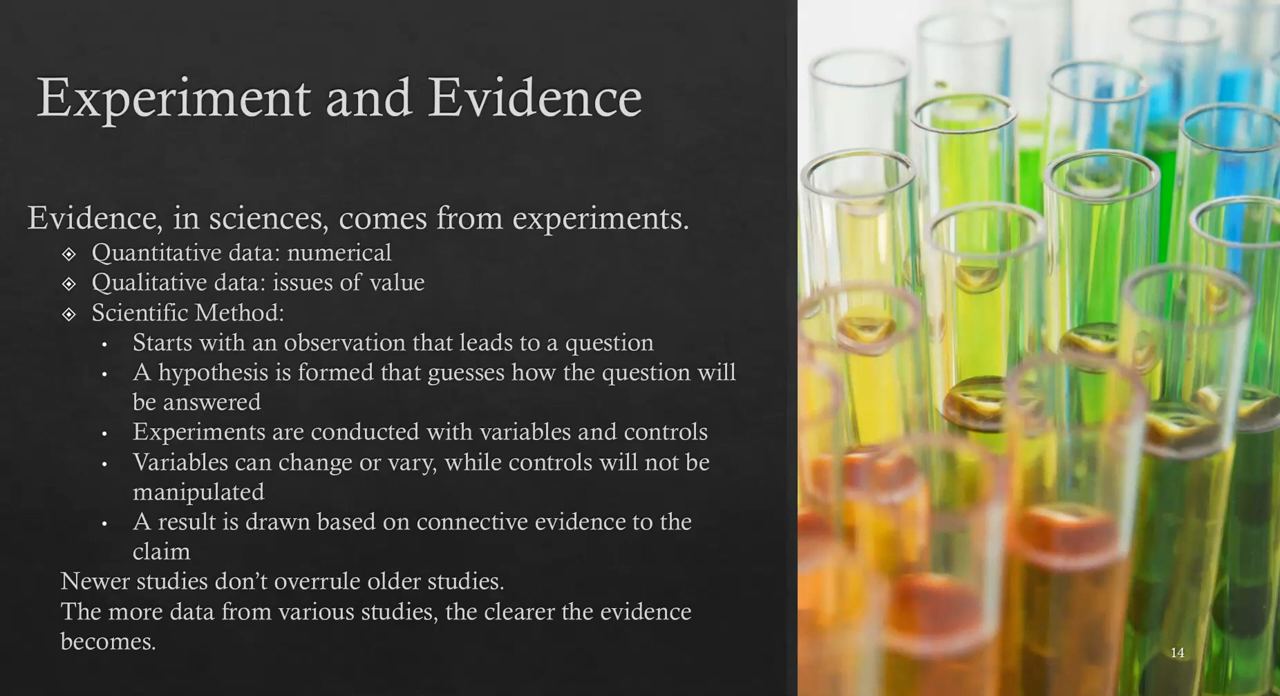 Experiment and Evidence
Evidence, in sciences, comes from experiments.
Quantitative data: numerical
Qualitative data: issues of value
Scientific Method:
Starts with an observation that leads to a question
A hypothesis is formed that guesses how the question will
be answered
Experiments are conducted with variables and controls
Variables can change or vary, while controls will not be
manipulated
A result is drawn based on connective evidence to the
claim
Newer studies don’t overrule older studies.
The more data from various studies, the clearer the evidence
becomes.
14